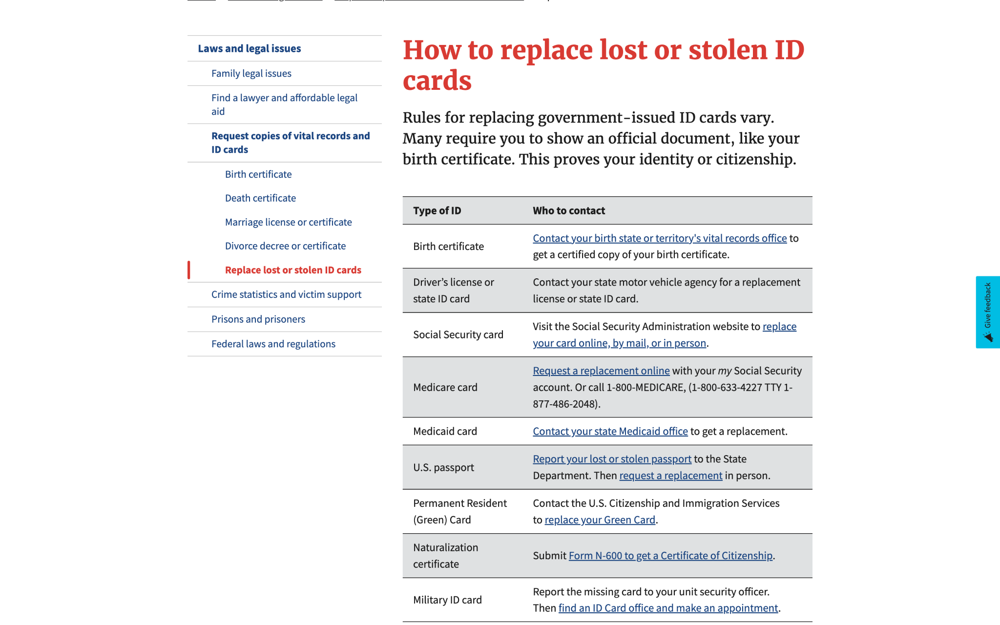 Laws and legal issues
Family legal issues
Find a lawyer and affordable legal
aid
Request copies of vital records and
ID cards
Birth certificate
Death certificate
Marriage license or certificate
Divorce decree or certificate
Replace lost or stolen ID cards
Crime statistics and victim support
Prisons and prisoners
Federal laws and regulations
How to replace lost or stolen ID
cards
Rules for replacing government-issued ID cards vary.
Many require you to show an official document, like your
birth certificate. This proves your identity or citizenship.
Type of ID
Who to contact
Birth certificate
Contact your birth state or territory's vital records office to
get a certified copy of your birth certificate.
Driver’s license or
state ID card
Contact your state motor vehicle agency for a replacement
license or state ID card.
Social Security card
Visit the Social Security Administration website to replace
your card online, by mail, or in person.
Medicare card
Request a replacement online with your my Social Security
account. Or call 1-800-MEDICARE, (1-800-633-4227 TTY 1-
877-486-2048).
Medicaid card
Contact your state Medicaid office to get a replacement.
U.S. passport
Report your lost or stolen passport to the State
Department. Then request a replacement in person.
Permanent Resident
(Green) Card
Contact the U.S. Citizenship and Immigration Services
to replace your Green Card.
Naturalization
certificate
Submit Form N-600 to get a Certificate of Citizenship.
Military ID card
Report the missing card to your unit security officer.
Then find an ID Card office and make an appointment.
Give feedback